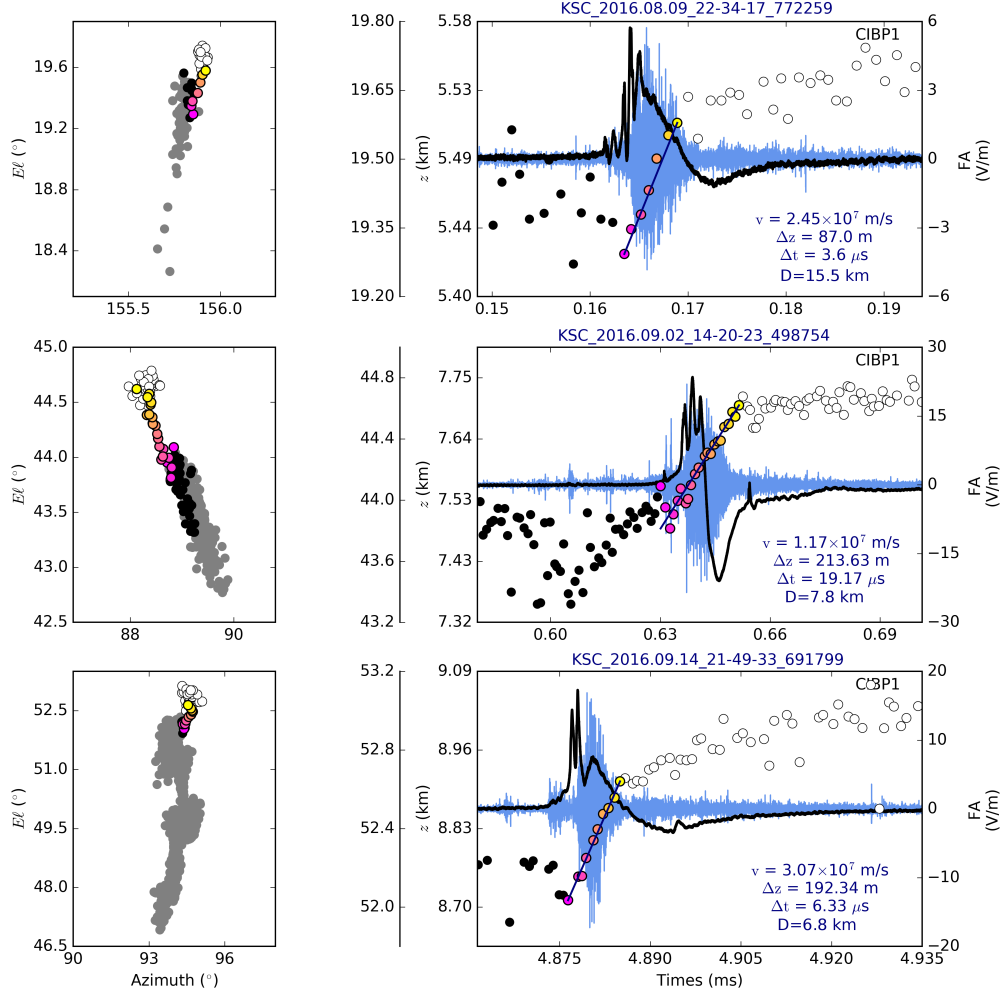 KSC_2016.08.09_22-34-17_772259
CIBP1
19.6
19.2
18.8
18.4
Eℓ (°)
155.5 156.0
19.80
19.65
19.50
19.35
19.20
5.58
5.53
5.49
5.44
5.40
z (km)
6
3
0
−3
−6
FA
(V/m)
v = 2.45×10⁷ m/s
Δz = 87.0 m
Δt = 3.6 μs
D=15.5 km
0.15 0.16 0.17 0.18 0.19
KSC_2016.09.02_14-20-23_498754
CIBP1
45.0
44.5
44.0
43.5
43.0
42.5
Eℓ (°)
88 90
44.8
44.4
44.0
43.6
43.2
7.75
7.64
7.53
7.43
7.32
z (km)
30
15
0
−15
−30
FA
(V/m)
v = 1.17×10⁷ m/s
Δz = 213.63 m
Δt = 19.17 μs
D=7.8 km
0.60 0.63 0.66 0.69
KSC_2016.09.14_21-49-33_691799
52.5
51.0
49.5
48.0
46.5
Eℓ (°)
90 93 96
Azimuth (°)
53.2
52.8
52.4
52.0
9.09
8.96
8.83
8.70
z (km)
20
10
0
−10
−20
FA
(V/m)
v = 3.07×10⁷ m/s
Δz = 192.34 m
Δt = 6.33 μs
D=6.8 km
4.875 4.890 4.905 4.920 4.935
Times (ms)